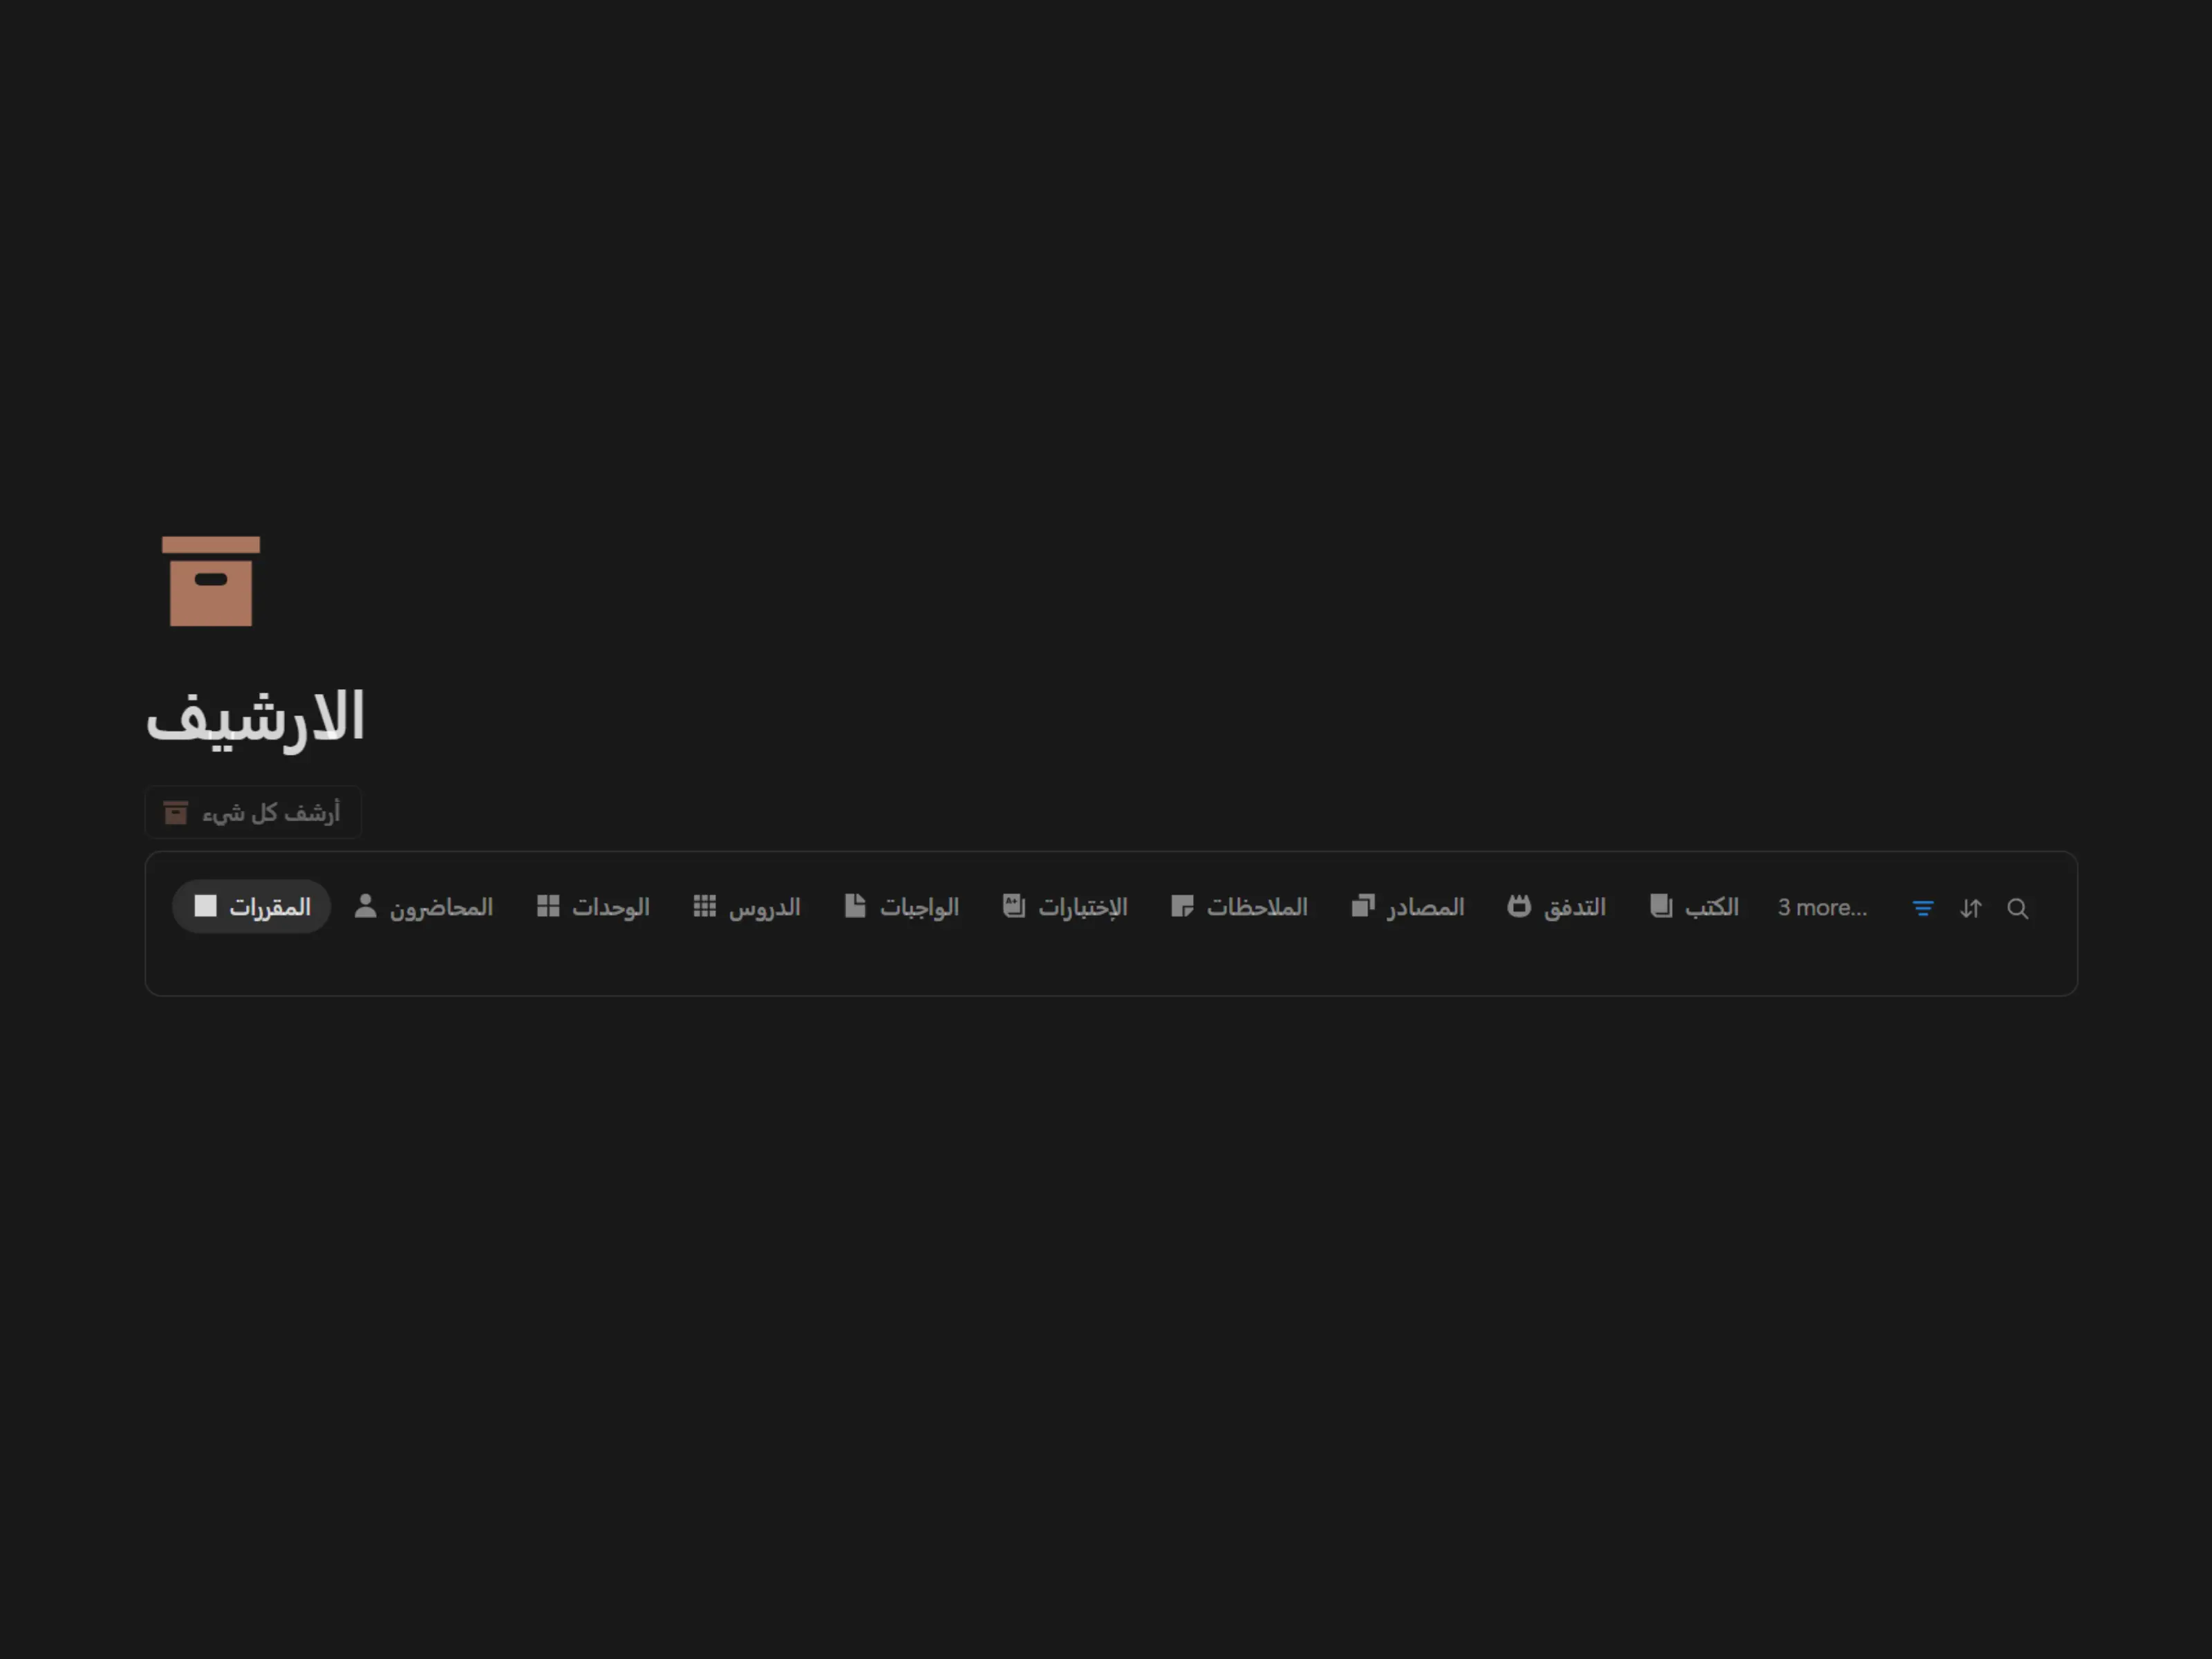 الارشيف
أرشف كل شيء
المقررات المحاضرون الوحدات الدروس الواجبات الإختبارات الملاحظات المصادر التدفق الكتب 3 more...